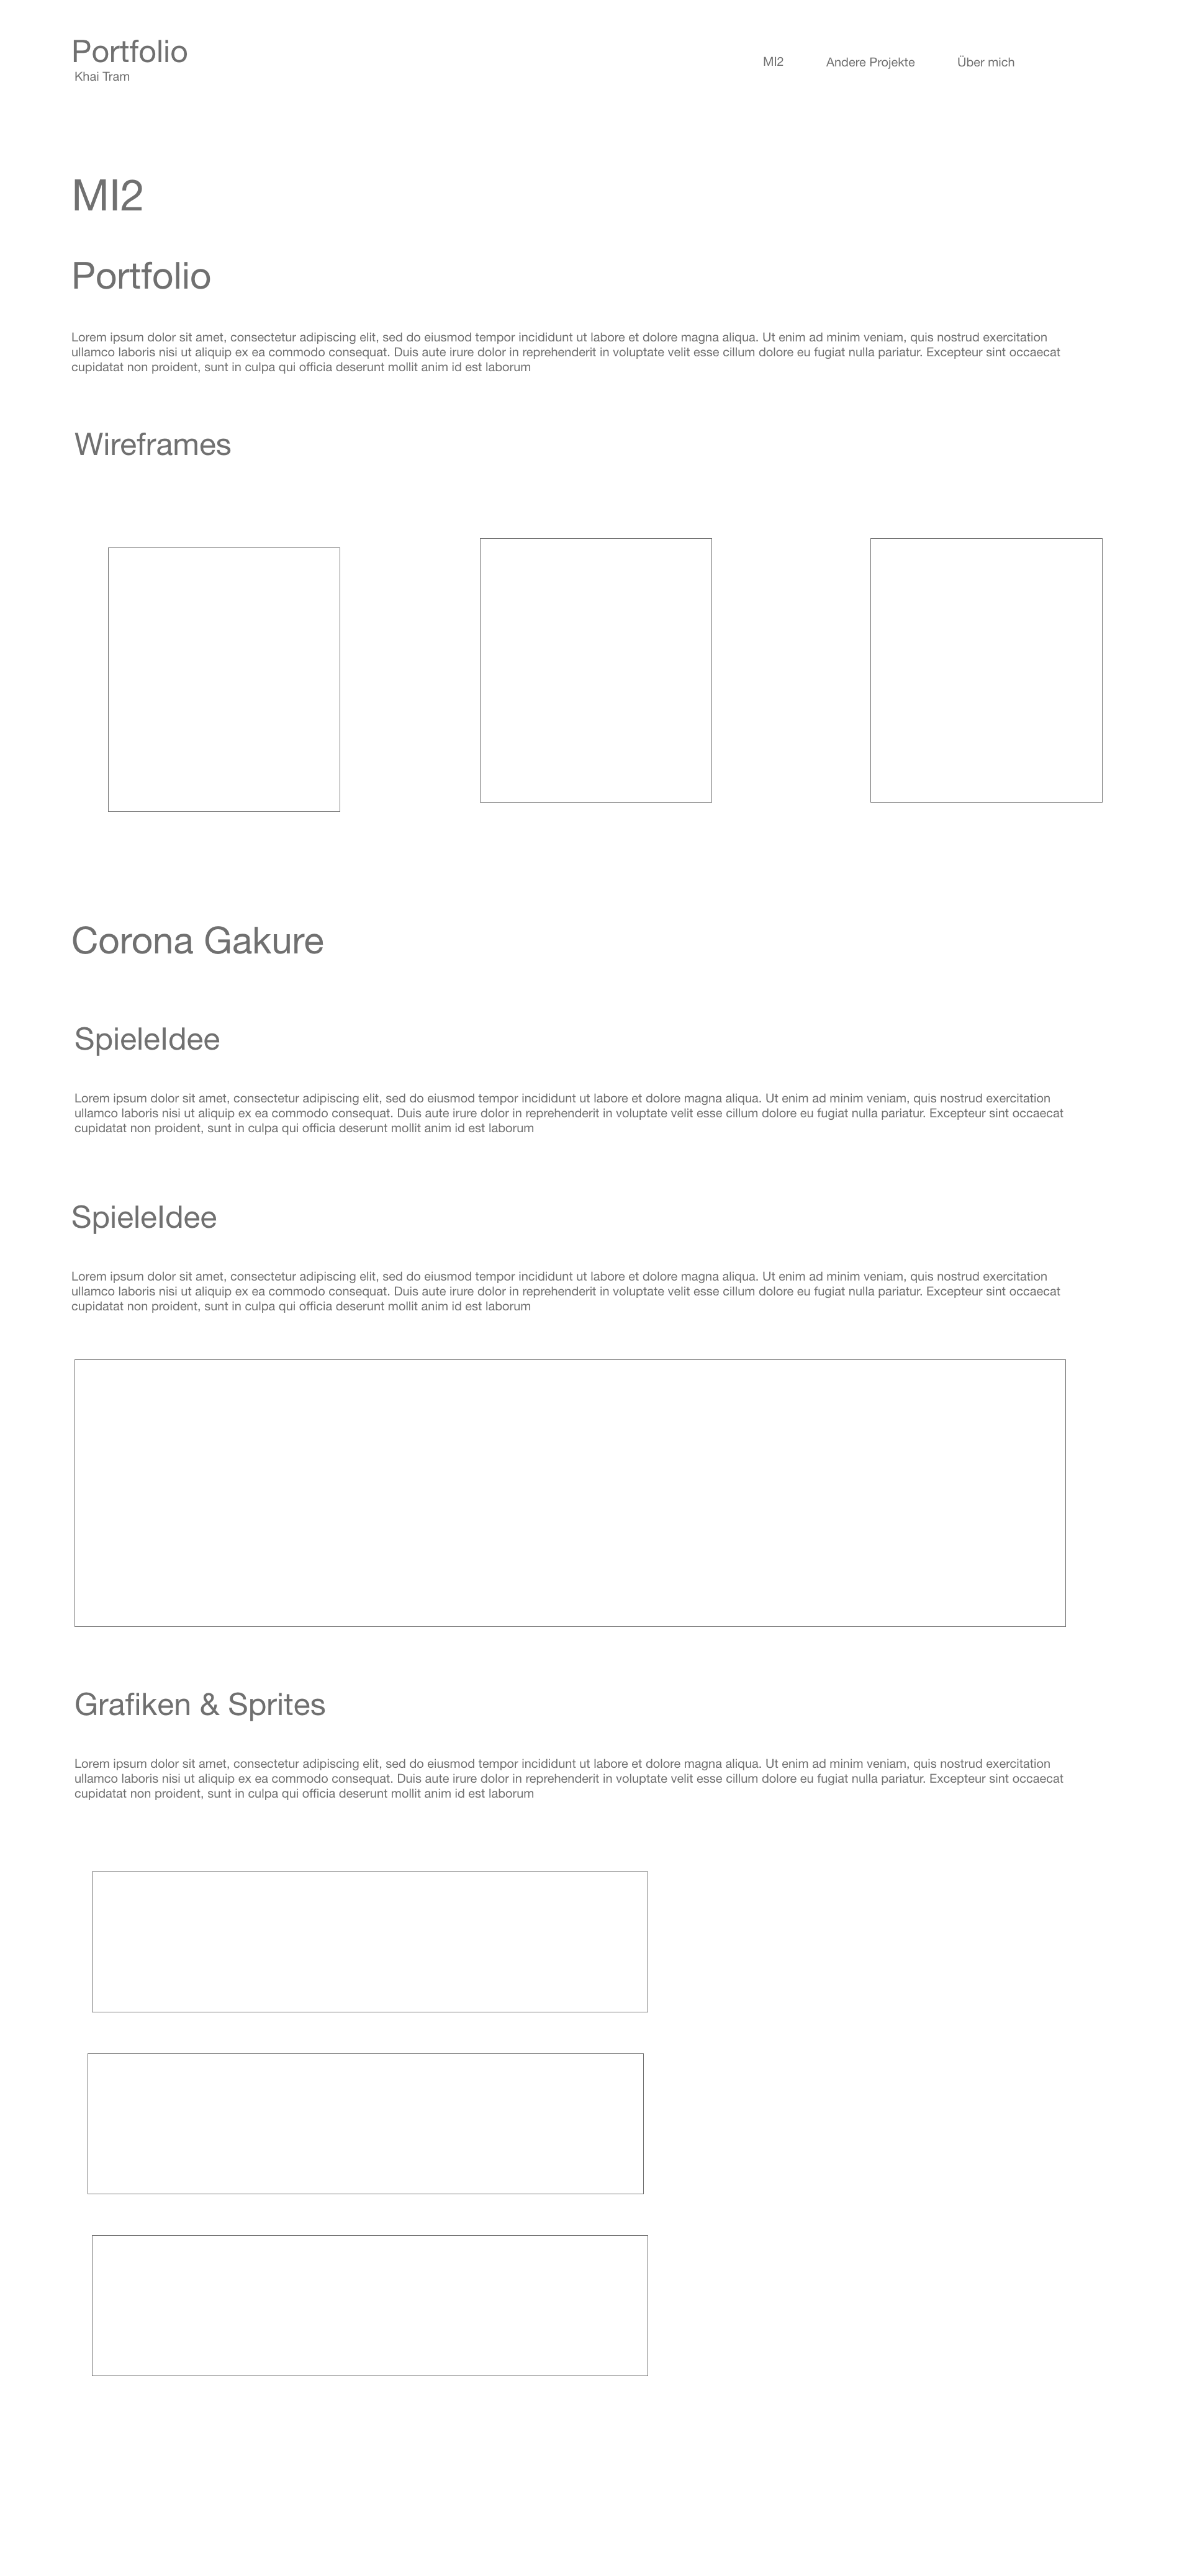 Portfolio
Khai Tram
MI2
Andere Projekte
Über mich
MI2
Portfolio
Lorem ipsum dolor sit amet, consectetur adipiscing elit, sed do eiusmod tempor incididunt ut labore et dolore magna aliqua. Ut enim ad minim veniam, quis nostrud exercitation
ullamco laboris nisi ut aliquip ex ea commodo consequat. Duis aute irure dolor in reprehenderit in voluptate velit esse cillum dolore eu fugiat nulla pariatur. Excepteur sint occaecat
cupidatat non proident, sunt in culpa qui officia deserunt mollit anim id est laborum
Wireframes
Corona Gakure
SpieleIdee
Lorem ipsum dolor sit amet, consectetur adipiscing elit, sed do eiusmod tempor incididunt ut labore et dolore magna aliqua. Ut enim ad minim veniam, quis nostrud exercitation
ullamco laboris nisi ut aliquip ex ea commodo consequat. Duis aute irure dolor in reprehenderit in voluptate velit esse cillum dolore eu fugiat nulla pariatur. Excepteur sint occaecat
cupidatat non proident, sunt in culpa qui officia deserunt mollit anim id est laborum
SpieleIdee
Lorem ipsum dolor sit amet, consectetur adipiscing elit, sed do eiusmod tempor incididunt ut labore et dolore magna aliqua. Ut enim ad minim veniam, quis nostrud exercitation
ullamco laboris nisi ut aliquip ex ea commodo consequat. Duis aute irure dolor in reprehenderit in voluptate velit esse cillum dolore eu fugiat nulla pariatur. Excepteur sint occaecat
cupidatat non proident, sunt in culpa qui officia deserunt mollit anim id est laborum
Grafiken & Sprites
Lorem ipsum dolor sit amet, consectetur adipiscing elit, sed do eiusmod tempor incididunt ut labore et dolore magna aliqua. Ut enim ad minim veniam, quis nostrud exercitation
ullamco laboris nisi ut aliquip ex ea commodo consequat. Duis aute irure dolor in reprehenderit in voluptate velit esse cillum dolore eu fugiat nulla pariatur. Excepteur sint occaecat
cupidatat non proident, sunt in culpa qui officia deserunt mollit anim id est laborum